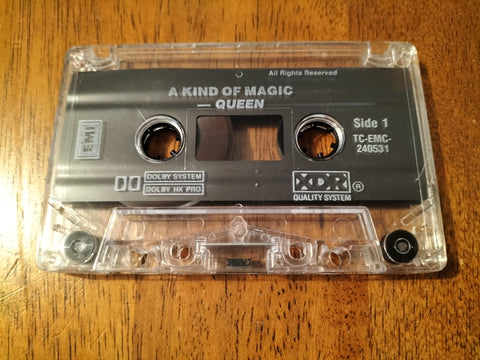 All Rights Reserved
A KIND OF MAGIC
— QUEEN
EMI
Side 1
TC-EMC-
240531
DOLBY SYSTEM
DOLBY HX PRO
XDR ®
QUALITY SYSTEM